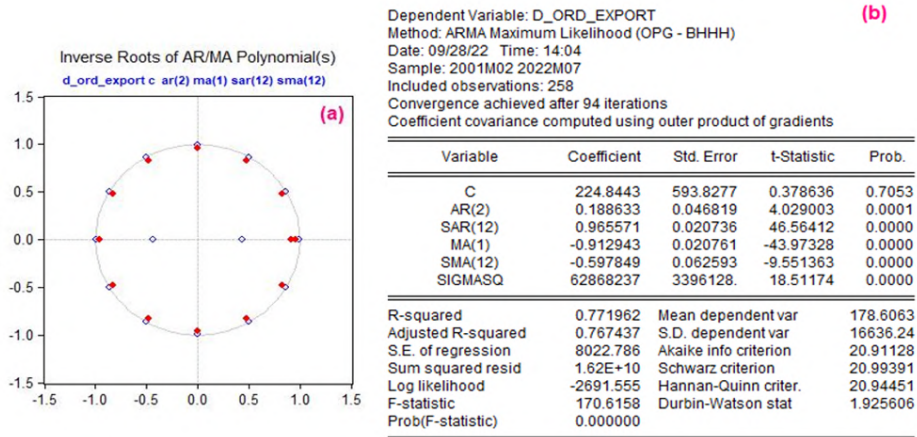 Inverse Roots of AR/MA Polynomial(s)
d_ord_export c ar(2) ma(1) sar(12) sma(12)
(a)
1.5
1.0
0.5
0.0
-0.5
-1.0
-1.5
-1.5 -1.0 -0.5 0.0 0.5 1.0 1.5
(b)
Dependent Variable: D_ORD_EXPORT
Method: ARMA Maximum Likelihood (OPG - BHHH)
Date: 09/28/22 Time: 14:04
Sample: 2001M02 2022M07
Included observations: 258
Convergence achieved after 94 iterations
Coefficient covariance computed using outer product of gradients
Variable Coefficient Std. Error t-Statistic Prob.
C 224.8443 593.8277 0.378636 0.7053
AR(2) 0.188633 0.046819 4.029003 0.0001
SAR(12) 0.965571 0.020736 46.56412 0.0000
MA(1) -0.912943 0.020761 -43.97328 0.0000
SMA(12) -0.597849 0.062593 -9.551363 0.0000
SIGMASQ 62868237 3396128. 18.51174 0.0000
R-squared 0.771962 Mean dependent var 178.6063
Adjusted R-squared 0.767437 S.D. dependent var 16636.24
S.E. of regression 8022.786 Akaike info criterion 20.91128
Sum squared resid 1.62E+10 Schwarz criterion 20.99391
Log likelihood -2691.555 Hannan-Quinn criter. 20.94451
F-statistic 170.6158 Durbin-Watson stat 1.925606
Prob(F-statistic) 0.000000